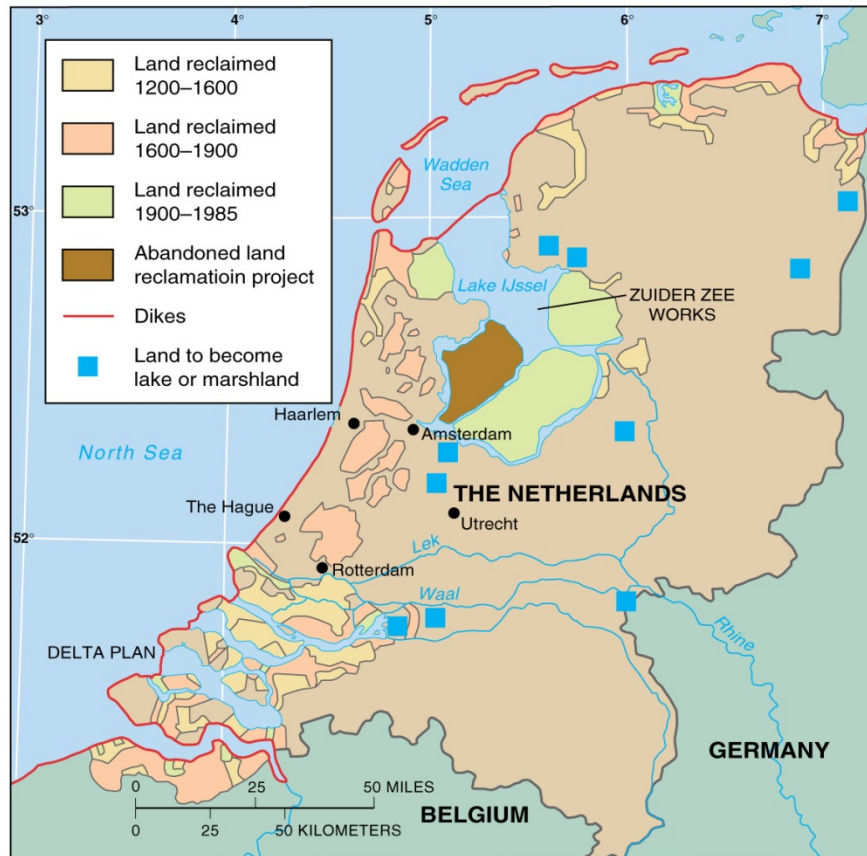 3°
4°
5°
6°
7°
Land reclaimed
1200–1600
Land reclaimed
1600–1900
Land reclaimed
1900–1985
Abandoned land
reclamatioin project
Dikes
Land to become
lake or marshland
Wadden
Sea
53°
53°
Lake IJssel
ZUIDER ZEE
WORKS
Haarlem
Amsterdam
North Sea
THE NETHERLANDS
The Hague
Utrecht
52°
52°
Lek
Rotterdam
Waal
DELTA PLAN
Rhine
GERMANY
0 25 50 MILES
0 25 50 KILOMETERS
BELGIUM